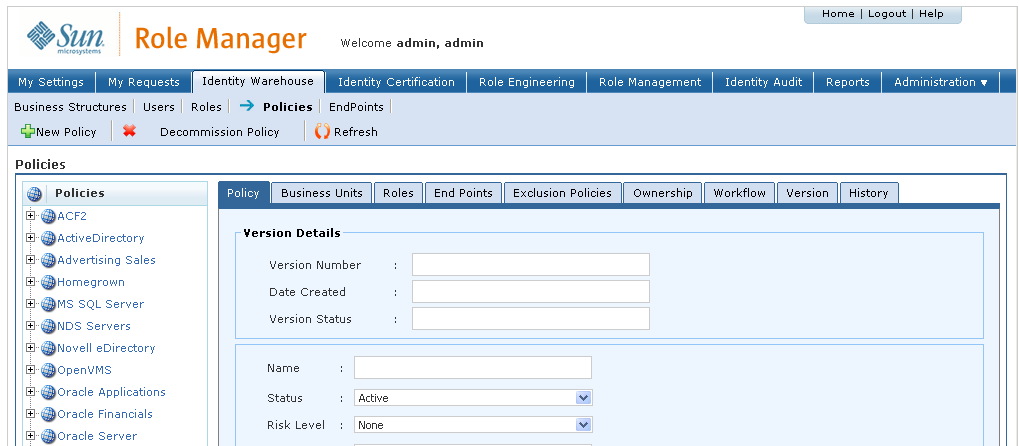 Home | Logout | Help
Sun microsystems Role Manager Welcome admin, admin
My Settings My Requests Identity Warehouse Identity Certification Role Engineering Role Management Identity Audit Reports Administration
Business Structures Users Roles Policies EndPoints
New Policy Decommission Policy Refresh
Policies
Policies
ACF2
ActiveDirectory
Advertising Sales
Homegrown
MS SQL Server
NDS Servers
Novell eDirectory
OpenVMS
Oracle Applications
Oracle Financials
Oracle Server
Policy Business Units Roles End Points Exclusion Policies Ownership Workflow Version History
Version Details
Version Number :
Date Created :
Version Status :
Name :
Status : Active
Risk Level : None